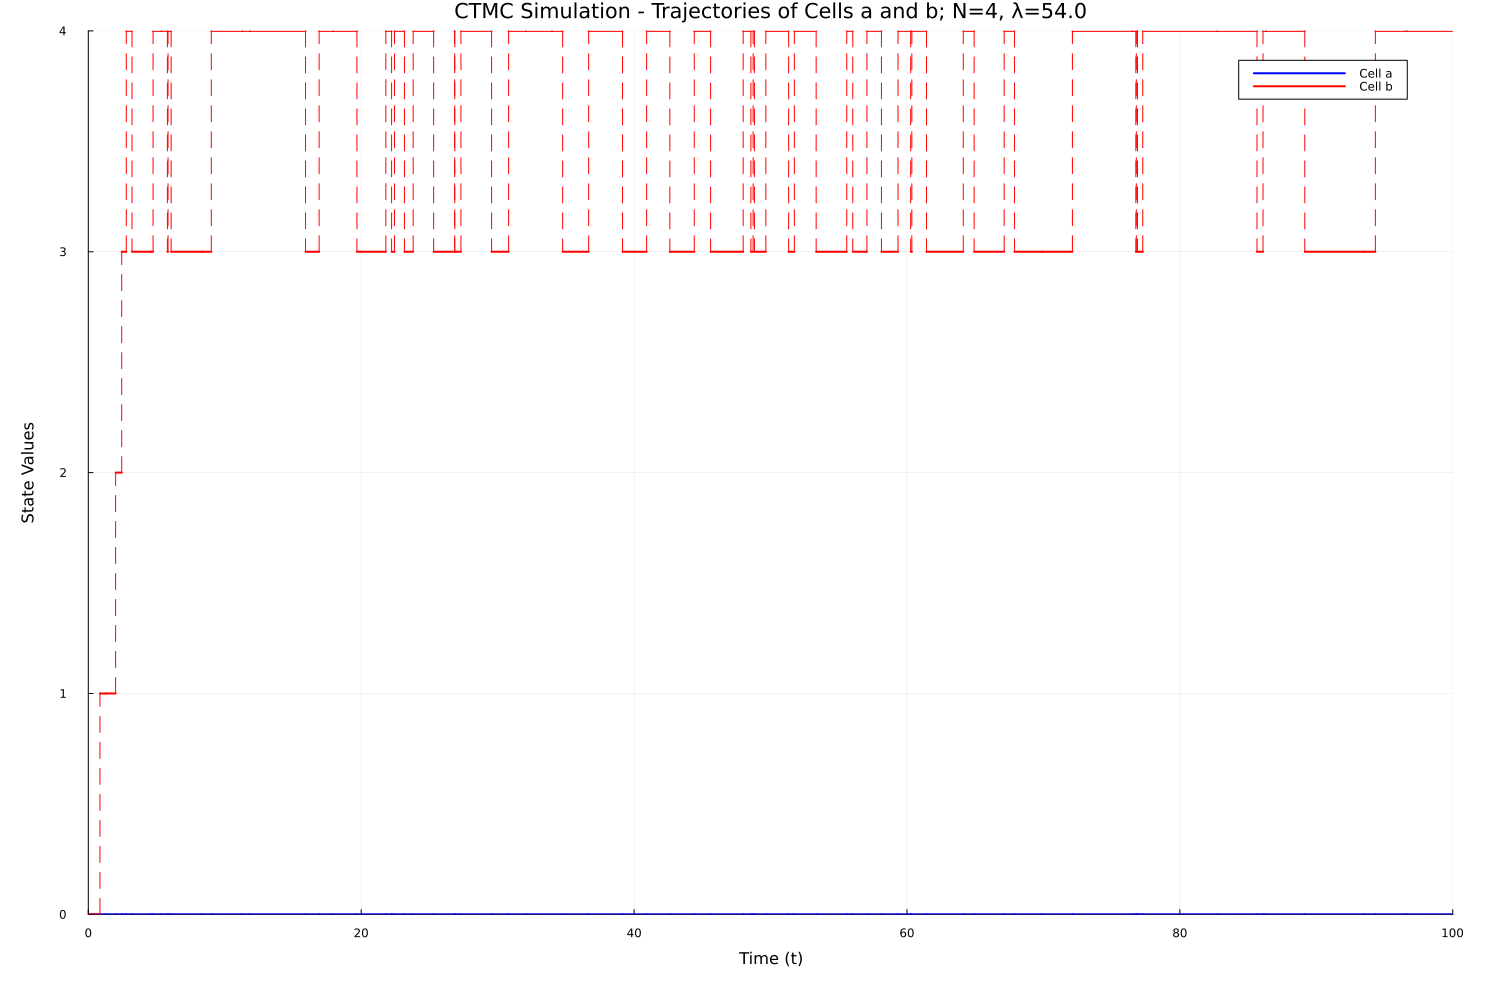 CTMC Simulation - Trajectories of Cells a and b; N=4, λ=54.0
4
Cell a
Cell b
3
State Values
2
1
0
0 20 40 60 80 100
Time (t)